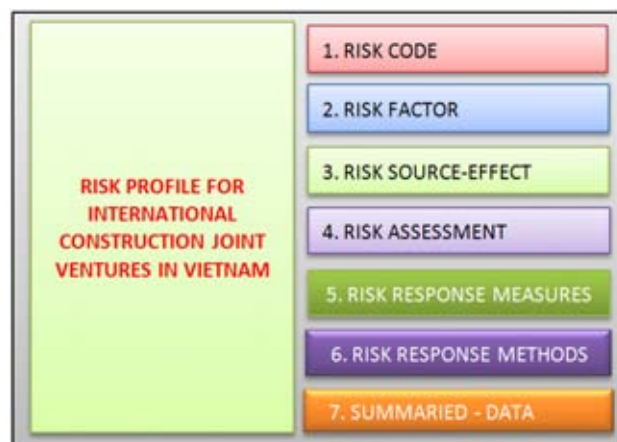 RISK PROFILE FOR
INTERNATIONAL
CONSTRUCTION JOINT
VENTURES IN VIETNAM
1. RISK CODE
2. RISK FACTOR
3. RISK SOURCE-EFFECT
4. RISK ASSESSMENT
5. RISK RESPONSE MEASURES
6. RISK RESPONSE METHODS
7. SUMMARIED - DATA